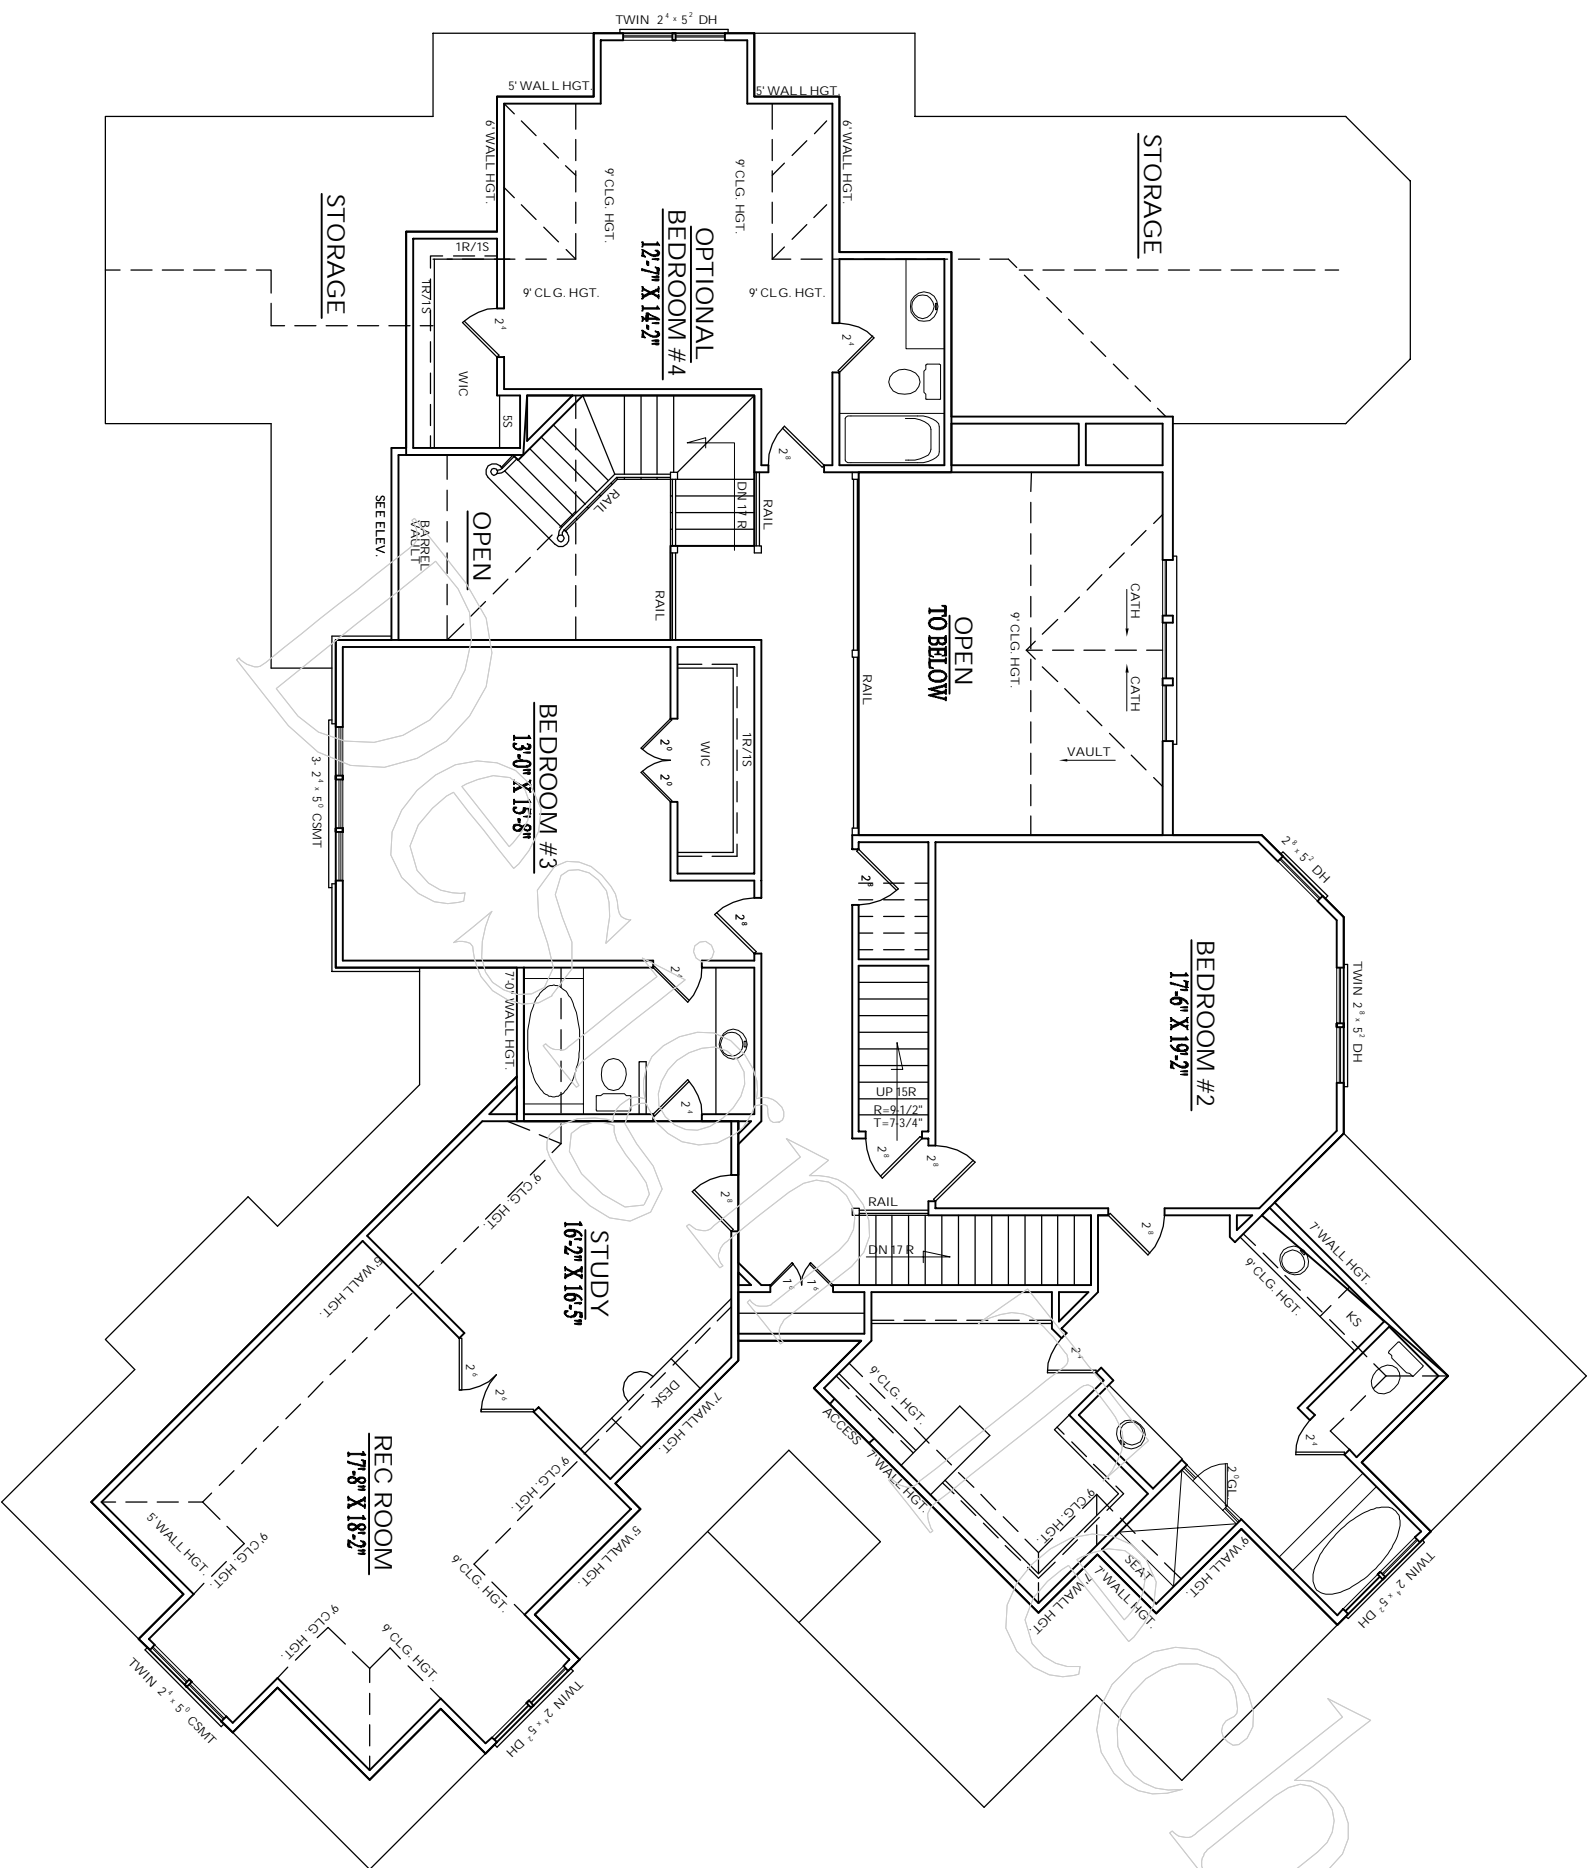 TWIN 2⁴ x 5² DH
5' WALL HGT.
5' WALL HGT.
6' WALL HGT.
6' WALL HGT.
9' CLG. HGT.
9' CLG. HGT.
STORAGE
STORAGE
OPTIONAL
BEDROOM #4
12'-7" X 14'-2"
9' CLG. HGT.
9' CLG. HGT.
1R/1S
1R/1S
2⁴
2⁴
WIC
5S
2⁸
DN 17 R
RAIL
RAIL
OPEN
BARREL
VAULT
SEE ELEV.
RAIL
OPEN
TO BELOW
9' CLG. HGT.
CATH
CATH
VAULT
RAIL
BEDROOM #3
13'-0" X 15'-8"
WIC
1R/1S
2⁰
2⁰
3- 2⁴ x 5⁰ CSMT
2⁸
2⁸
2⁸ x 5² DH
BEDROOM #2
17'-6" X 19'-2"
TWIN 2⁸ x 5² DH
7'-0" WALL HGT.
2⁴
2⁴
UP 15R
R=9-1/2"
T=7-3/4"
2⁸
2⁸
RAIL
DN 17 R
2⁸
2⁸
1⁶
1⁶
STUDY
16'-2" X 16'-5"
9' CLG. HGT.
6' WALL HGT.
DESK
7' WALL HGT.
2⁶
2⁶
7' WALL HGT.
9' CLG. HGT.
KS
2⁴
2⁴
9' CLG. HGT.
ACCESS
7' WALL HGT.
9' CLG. HGT.
2⁰GL
SEAT
9' WALL HGT.
7' WALL HGT.
7' WALL HGT.
TWIN 2⁴ x 5² DH
REC ROOM
17'-8" X 18'-2"
9' CLG. HGT.
5' WALL HGT.
5' WALL HGT.
9' CLG. HGT.
9' CLG. HGT.
9' CLG. HGT.
9' CLG. HGT.
TWIN 2⁴ x 5⁰ CSMT
TWIN 2⁴ x 5² DH